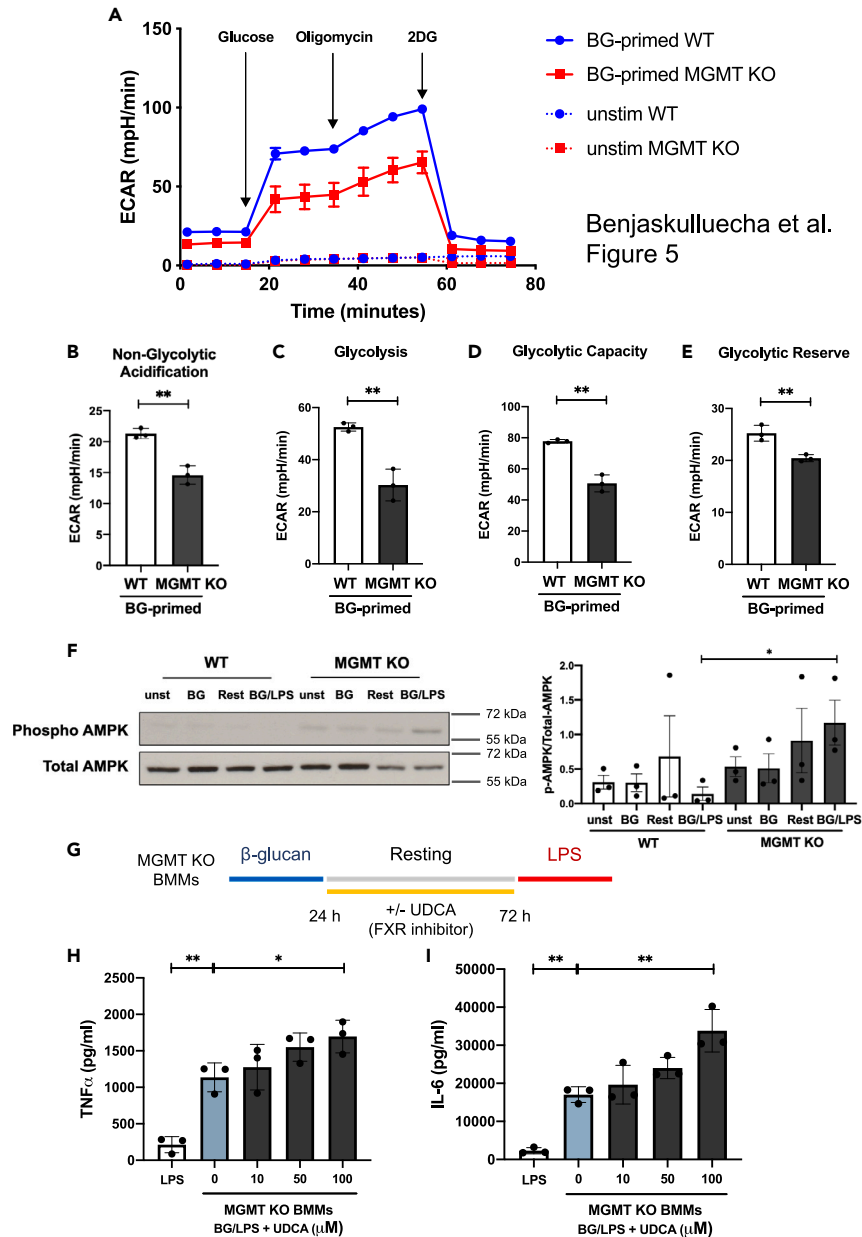 A
150
100
50
0
ECAR (mpH/min)
Glucose
Oligomycin
2DG
0
20
40
60
80
Time (minutes)
BG-primed WT
BG-primed MGMT KO
unstim WT
unstim MGMT KO
Benjaskulluecha et al.
Figure 5
B
Non-Glycolytic
Acidification
**
25
20
15
10
5
0
ECAR (mpH/min)
WT MGMT KO
BG-primed
C
Glycolysis
**
60
40
20
0
ECAR (mpH/min)
WT MGMT KO
BG-primed
D
Glycolytic Capacity
**
100
80
60
40
20
0
ECAR (mpH/min)
WT MGMT KO
BG-primed
E
Glycolytic Reserve
**
30
20
10
0
ECAR (mpH/min)
WT MGMT KO
BG-primed
F
WT
MGMT KO
unst BG Rest BG/LPS unst BG Rest BG/LPS
Phospho AMPK
72 kDa
55 kDa
Total AMPK
72 kDa
55 kDa
*
2.0
1.5
1.0
0.5
0.0
p-AMPK/Total-AMPK
unst BG Rest BG/LPS unst BG Rest BG/LPS
WT
MGMT KO
G
MGMT KO
BMMs
β-glucan
Resting
LPS
24 h
+/- UDCA
(FXR inhibitor)
72 h
H
** *
2500
2000
1500
1000
500
0
TNFα (pg/ml)
LPS 0 10 50 100
MGMT KO BMMs
BG/LPS + UDCA (μM)
I
** **
50000
40000
30000
20000
10000
0
IL-6 (pg/ml)
LPS 0 10 50 100
MGMT KO BMMs
BG/LPS + UDCA (μM)